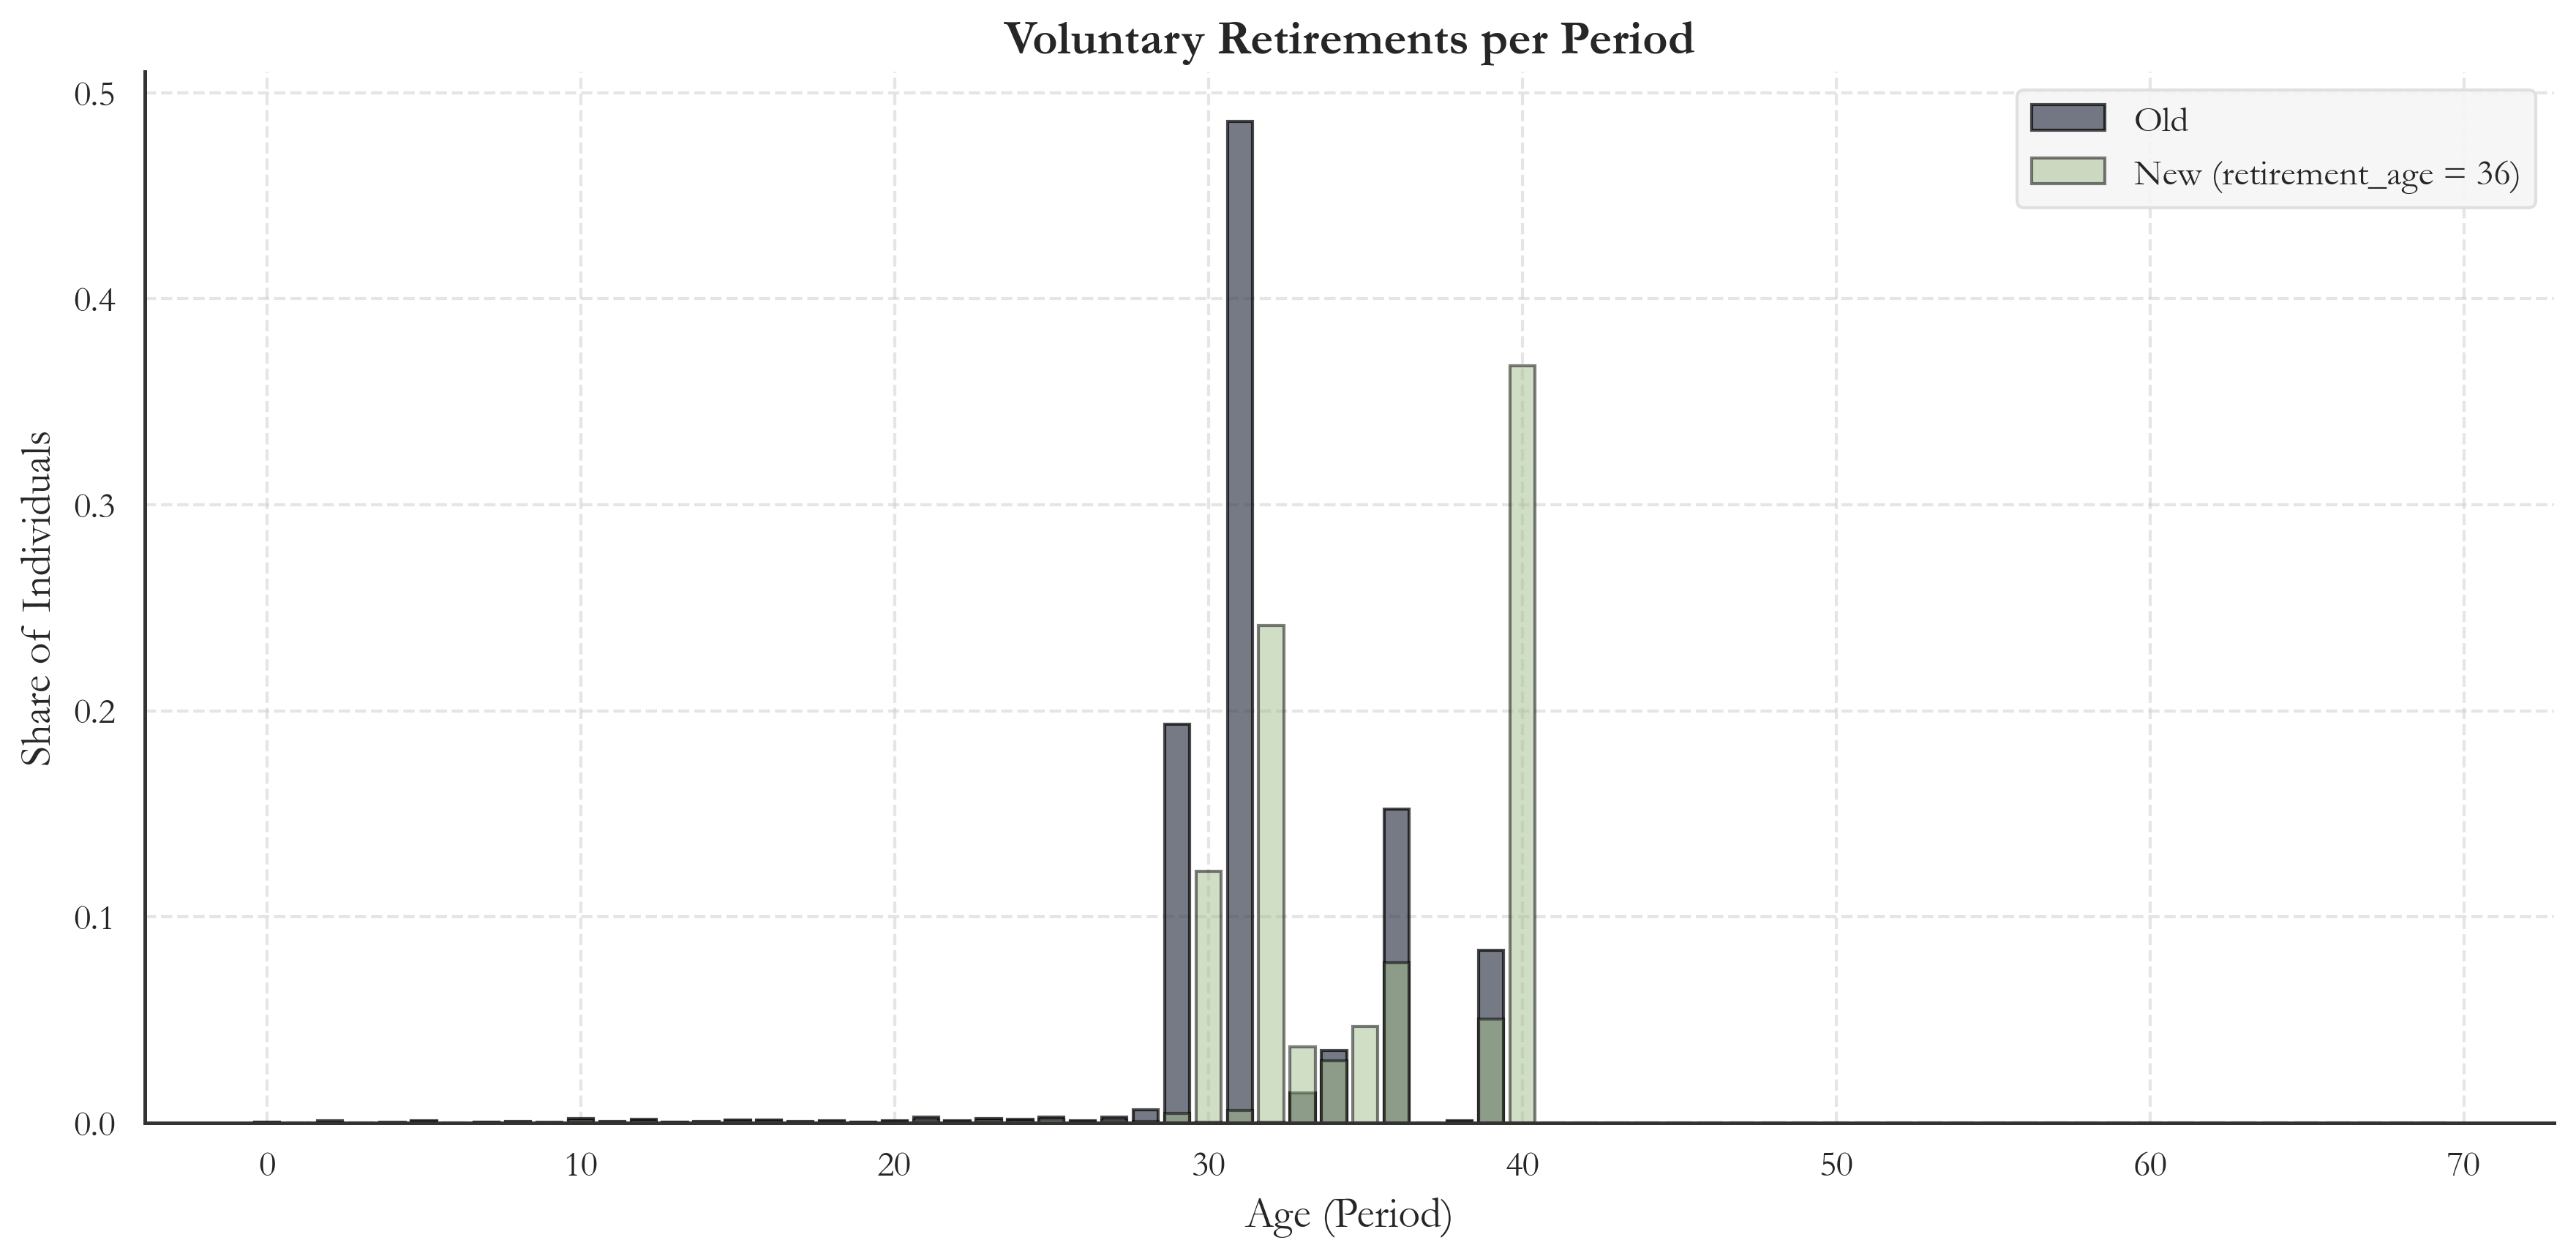 Voluntary Retirements per Period
Old
New (retirement_age = 36)
Share of Individuals
0.5
0.4
0.3
0.2
0.1
0.0
0 10 20 30 40 50 60 70
Age (Period)